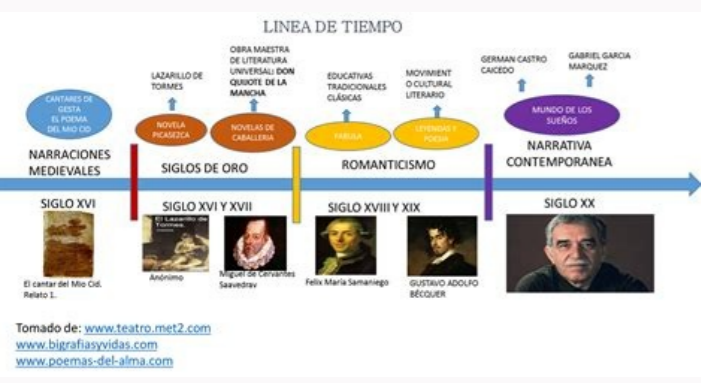 LINEA DE TIEMPO
CANTARES DE
GESTA
EL POEMA
DEL MIO CID
LAZARILLO DE
TORMES
OBRA MAESTRA
DE LITERATURA
UNIVERSAL: DON
QUIJOTE DE LA
MANCHA
EDUCATIVAS
TRADICIONALES
CLÁSICAS
MOVIMIENT
O CULTURAL
LITERARIO
GERMAN CASTRO
CAICEDO
GABRIEL GARCIA
MARQUEZ
NOVELA
PICASEZCA
NOVELAS DE
CABALLERIA
FABULA
LEYENDAS Y
POESIA
MUNDO DE LOS
SUEÑOS
NARRACIONES
MEDIEVALES
SIGLOS DE ORO
ROMANTICISMO
NARRATIVA
CONTEMPORANEA
SIGLO XVI
SIGLO XVI Y XVII
SIGLO XVIII Y XIX
SIGLO XX
El Lazarillo de
Tormes.
El cantar del Mio Cid.
Relato 1.
Anónimo
Miguel de Cervantes
Saavedrav
Felix María Samaniego
GUSTAVO ADOLFO
BÉCQUER
Tomado de: www.teatro.met2.com
www.bigrafiasyvidas.com
www.poemas-del-alma.com